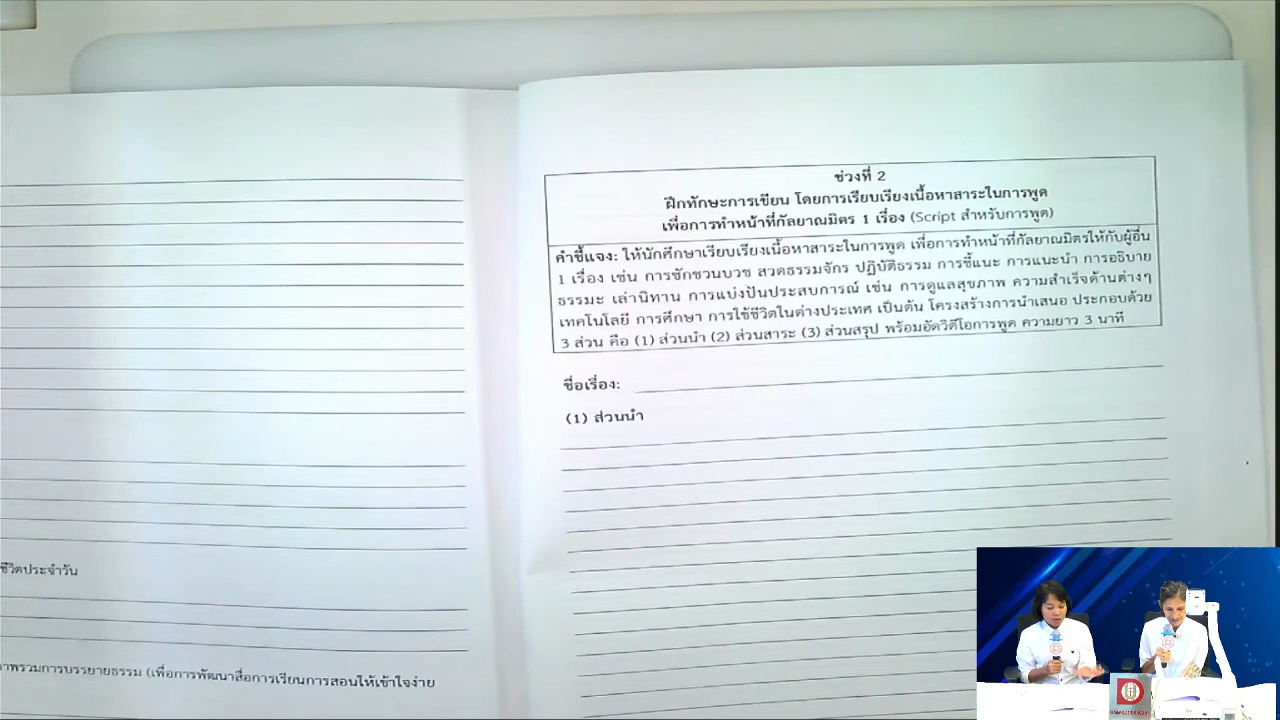 ชีวิตประจำวัน
าพรวมการบรรยายธรรม (เพื่อการพัฒนาสื่อการเรียนการสอนให้เข้าใจง่าย
ช่วงที่ 2
ฝึกทักษะการเขียน โดยการเรียบเรียงเนื้อหาสาระในการพูด
เพื่อการทำหน้าที่กัลยาณมิตร 1 เรื่อง (Script สำหรับการพูด)
คำชี้แจง: ให้นักศึกษาเรียบเรียงเนื้อหาสาระในการพูด เพื่อการทำหน้าที่กัลยาณมิตรให้กับผู้อื่น
1 เรื่อง เช่น การชักชวนบวช สวดธรรมจักร ปฏิบัติธรรม การชี้แนะ การแนะนำ การอธิบาย
ธรรมะ เล่านิทาน การแบ่งปันประสบการณ์ เช่น การดูแลสุขภาพ ความสำเร็จด้านต่างๆ
เทคโนโลยี การศึกษา การใช้ชีวิตในต่างประเทศ เป็นต้น โครงสร้างการนำเสนอ ประกอบด้วย
3 ส่วน คือ (1) ส่วนนำ (2) ส่วนสาระ (3) ส่วนสรุป พร้อมอัดวิดีโอการพูด ความยาว 3 นาที
ชื่อเรื่อง:
(1) ส่วนนำ